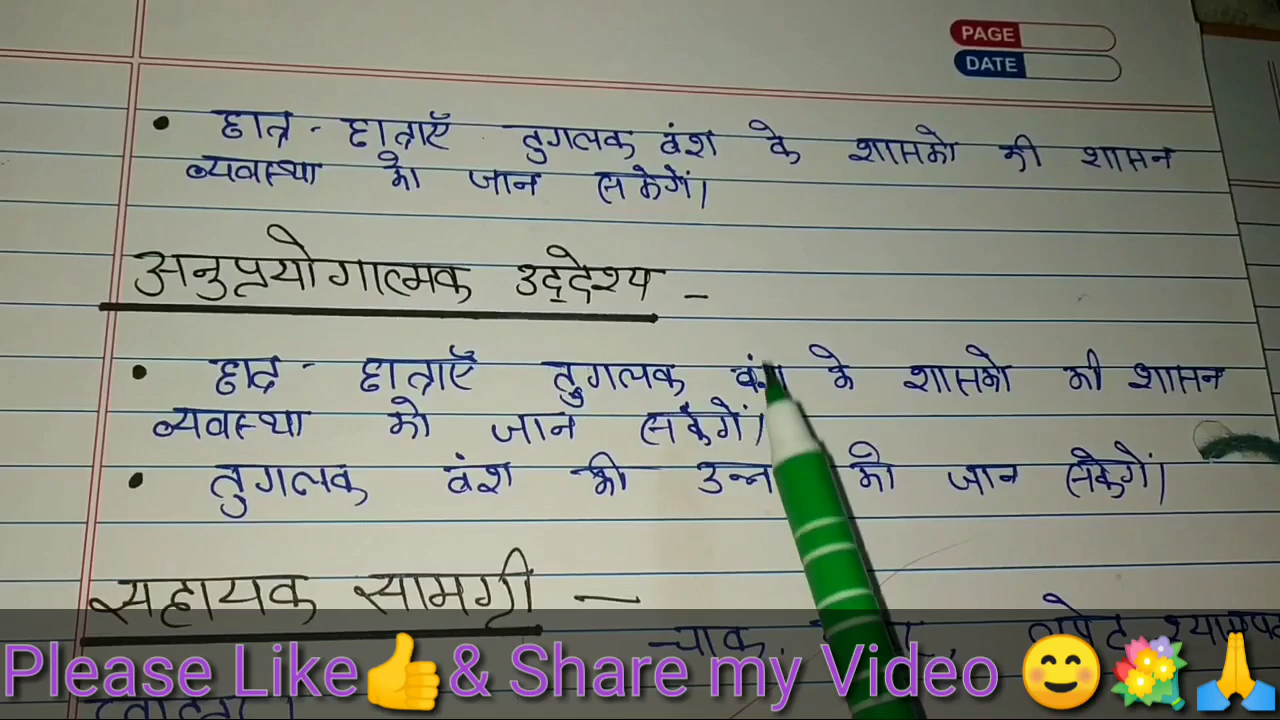 PAGE
DATE
• छात्र - छात्राएँ तुगलक वंश के शासको की शासन
व्यवस्था को जान सकेगें।
अनुप्रयोगात्मक उद्देश्य -
• छात्र - छात्राएँ तुगलक वंश के शासको की शासन
व्यवस्था को जान सकेगें।
• तुगलक वंश की को जान सकेगें।
सहायक सामग्री -
चाक, लपेट
Please Like👍& Share my Video 😊💐🙏